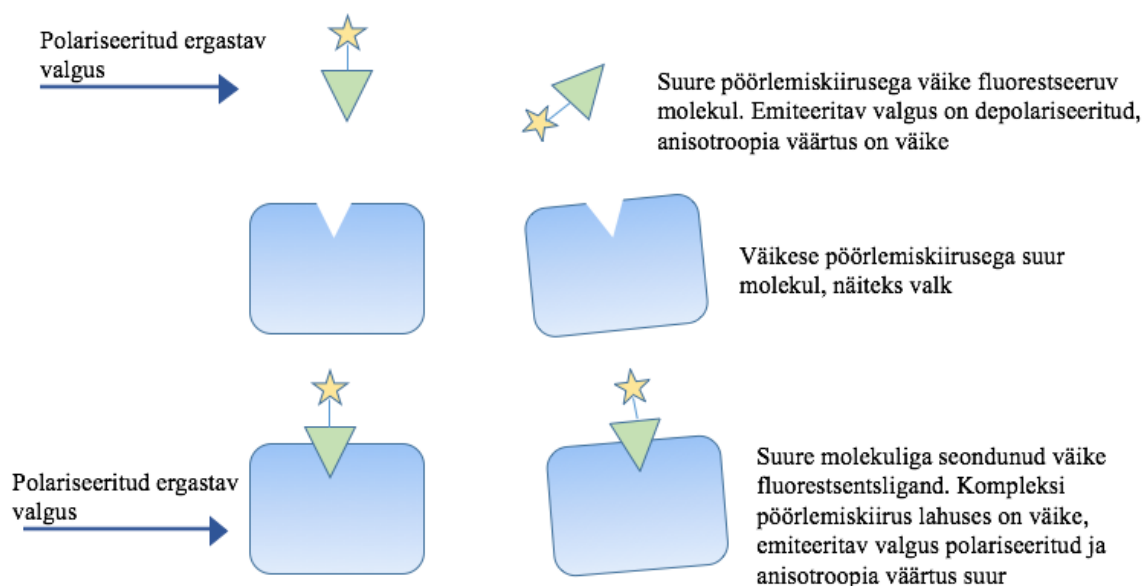 Polariseeritud ergastav
valgus
Suure pöörlemiskiirusega väike fluorestseeruv
molekul. Emiteeritav valgus on depolariseeritud,
anisotroopia väärtus on väike
Väikese pöörlemiskiirusega suur
molekul, näiteks valk
Polariseeritud ergastav
valgus
Suure molekuliga seondunud väike
fluorestsentsligand. Kompleksi
pöörlemiskiirus lahuses on väike,
emiteeritav valgus polariseeritud ja
anisotroopia väärtus suur